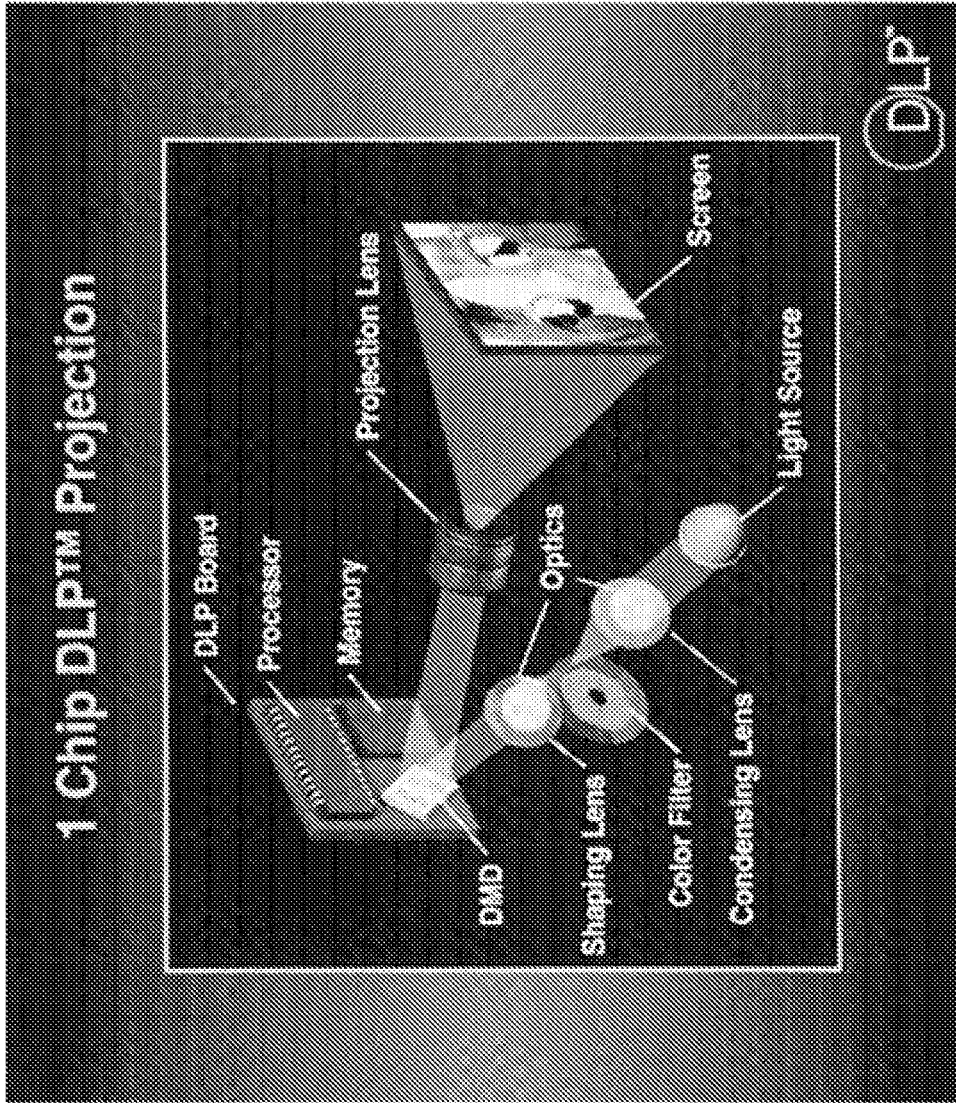 1 Chip DLP™ Projection
DLP Board
Processor
Memory
Projection Lens
DMD
Optics
Shaping Lens
Screen
Color Filter
Condensing Lens
Light Source
DLP™